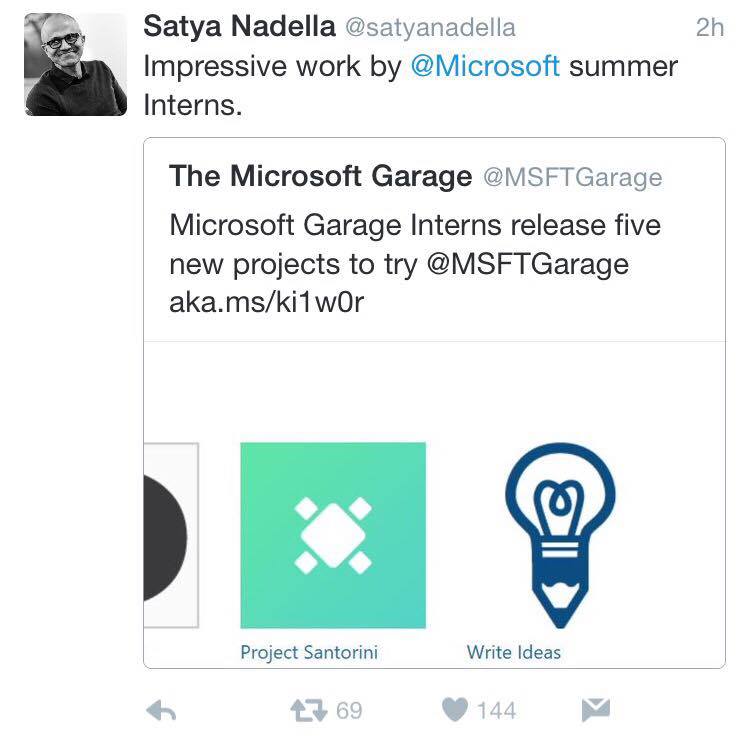 Satya Nadella @satyanadella 2h
Impressive work by @Microsoft summer
Interns.
The Microsoft Garage @MSFTGarage
Microsoft Garage Interns release five
new projects to try @MSFTGarage
aka.ms/ki1w0r
Project Santorini
Write Ideas
69
144